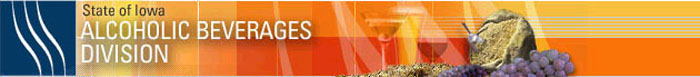 State of Iowa
ALCOHOLIC BEVERAGES
DIVISION